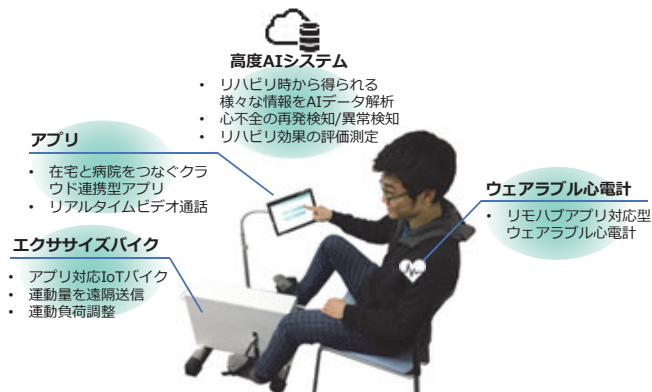 高度AIシステム
• リハビリ時から得られる
様々な情報をAIデータ解析
• 心不全の再発検知/異常検知
• リハビリ効果の評価測定
アプリ
• 在宅と病院をつなぐクラ
ウド連携型アプリ
• リアルタイムビデオ通話
ウェアラブル心電計
• リモハブアプリ対応型
ウェアラブル心電計
エクササイズバイク
• アプリ対応IoTバイク
• 運動量を遠隔送信
• 運動負荷調整